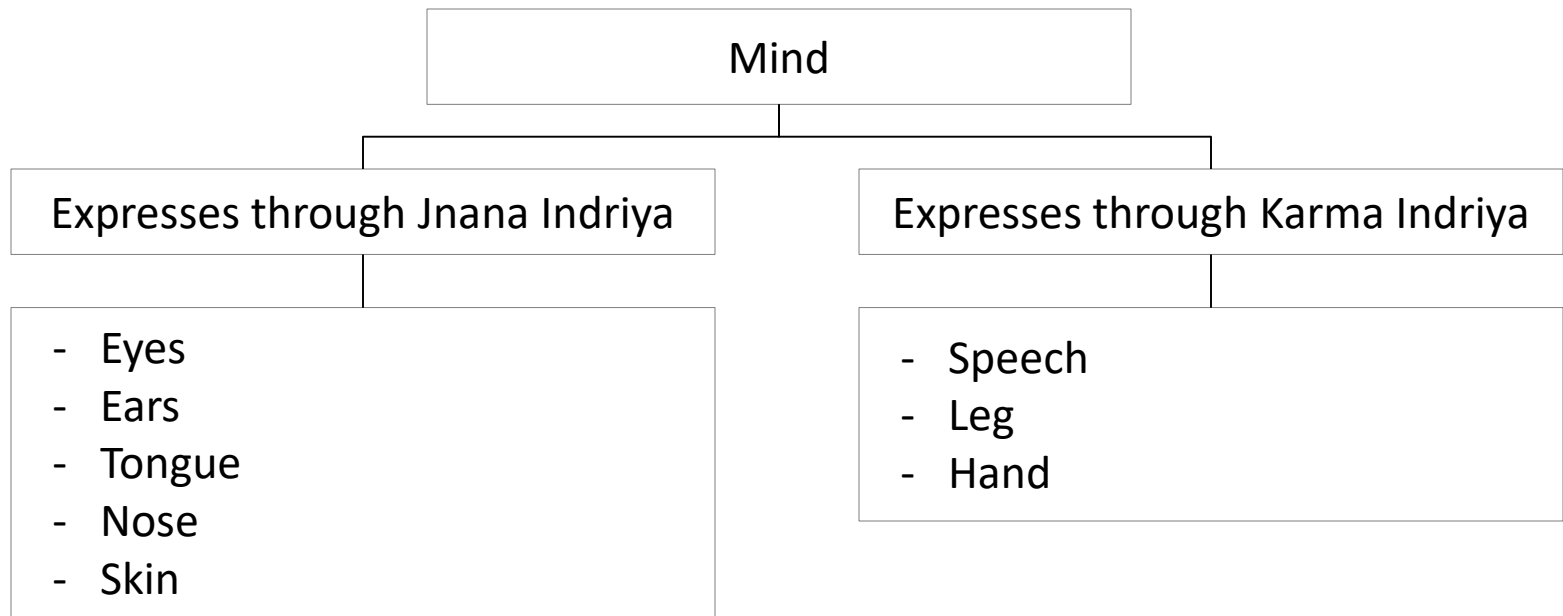 Mind
Expresses through Jnana Indriya
Expresses through Karma Indriya
- Eyes
- Ears
- Tongue
- Nose
- Skin
- Speech
- Leg
- Hand